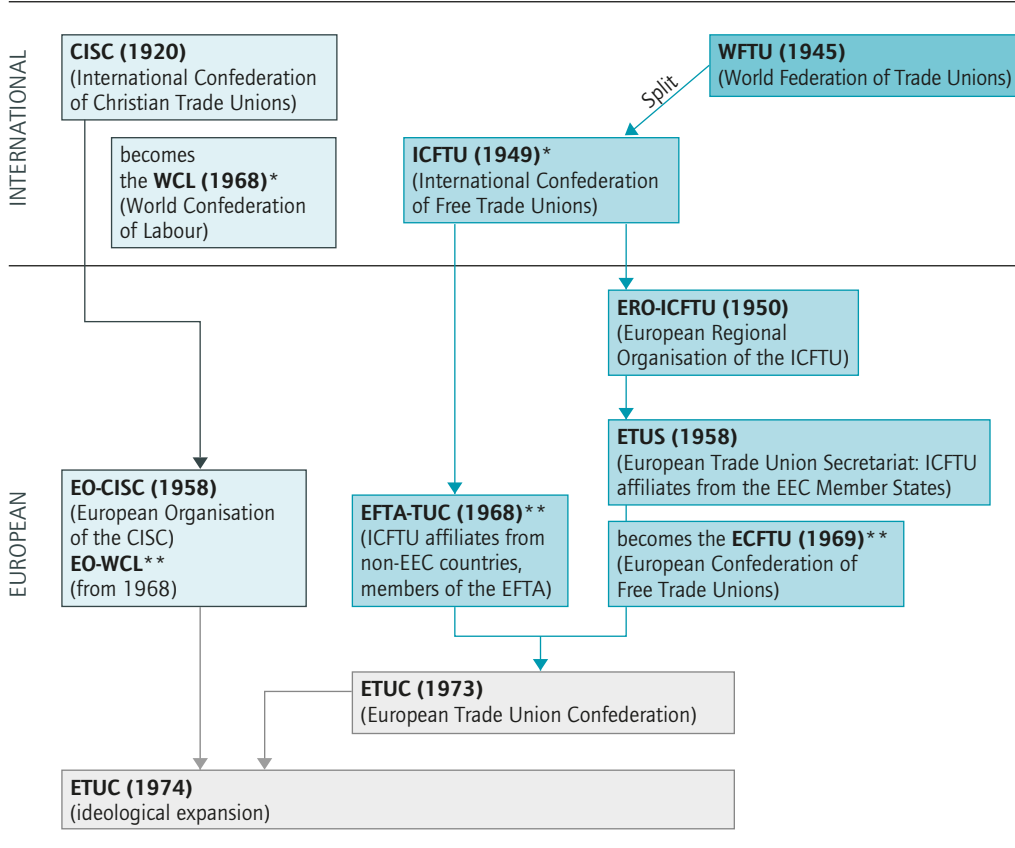 INTERNATIONAL
CISC (1920)
(International Confederation
of Christian Trade Unions)
becomes
the WCL (1968)*
(World Confederation
of Labour)
WFTU (1945)
(World Federation of Trade Unions)
Split
ICFTU (1949)*
(International Confederation
of Free Trade Unions)
EUROPEAN
ERO-ICFTU (1950)
(European Regional
Organisation of the ICFTU)
ETUS (1958)
(European Trade Union Secretariat: ICFTU
affiliates from the EEC Member States)
EO-CISC (1958)
(European Organisation
of the CISC)
EO-WCL**
(from 1968)
EFTA-TUC (1968)**
(ICFTU affiliates from
non-EEC countries,
members of the EFTA)
becomes the ECFTU (1969)**
(European Confederation of
Free Trade Unions)
ETUC (1973)
(European Trade Union Confederation)
ETUC (1974)
(ideological expansion)